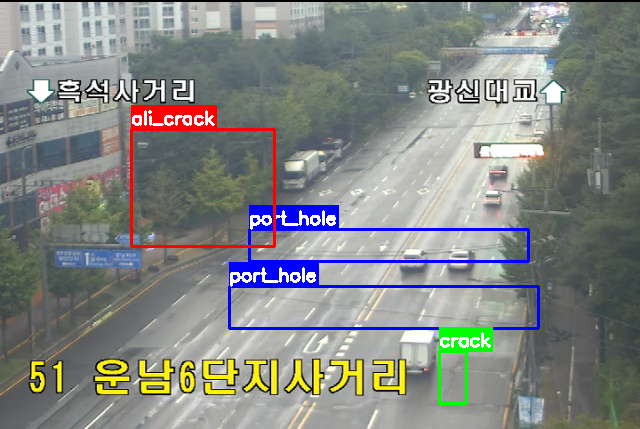 흑석사거리
광신대교
ali_crack
port_hole
port_hole
crack
51 운남6단지사거리